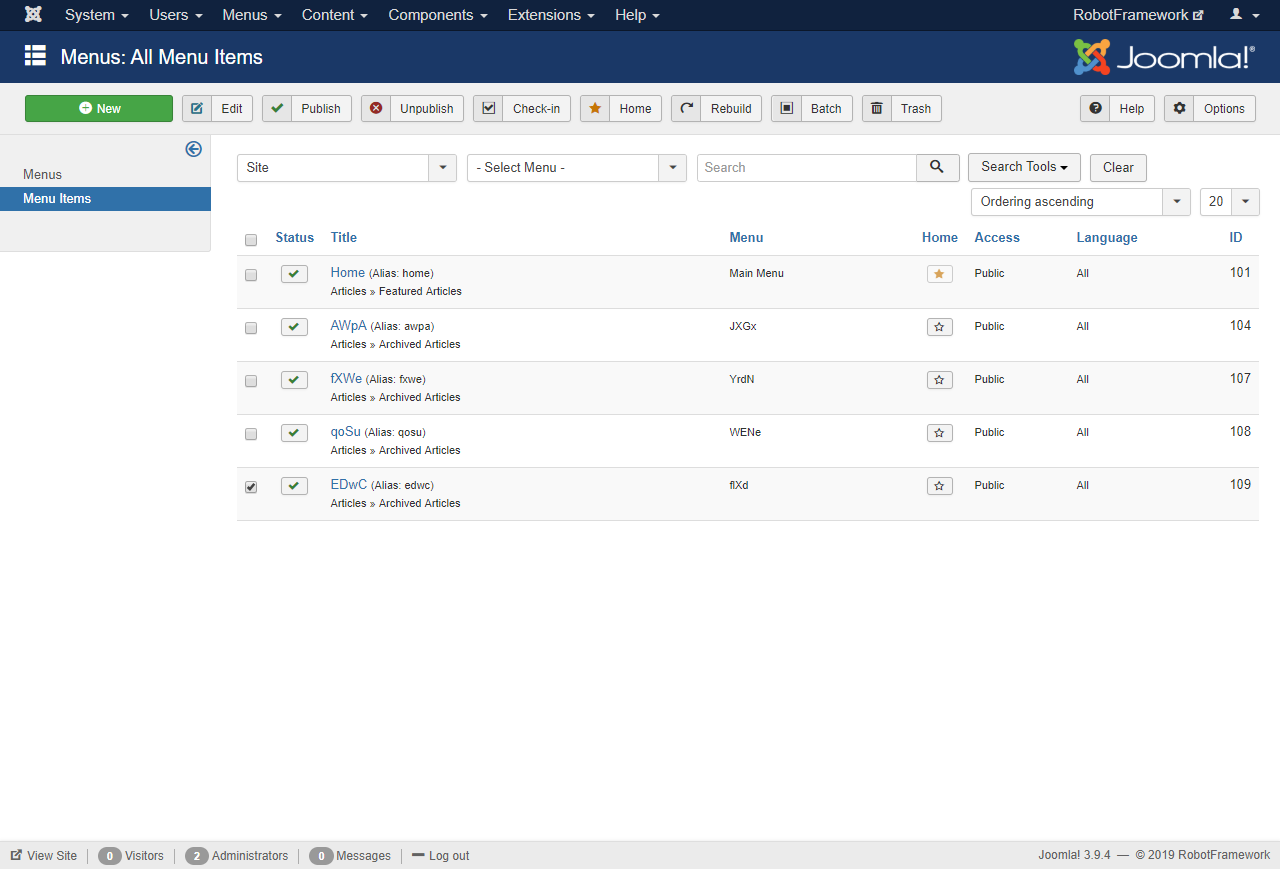 System Users Menus Content Components Extensions Help RobotFramework
Menus: All Menu Items Joomla!®
New Edit Publish Unpublish Check-in Home Rebuild Batch Trash Help Options
Site - Select Menu - Search Search Tools Clear
Menus
Menu Items
Ordering ascending 20
Status Title Menu Home Access Language ID
Home (Alias: home) Main Menu Public All 101
Articles » Featured Articles
AWpA (Alias: awpa) JXGx Public All 104
Articles » Archived Articles
fXWe (Alias: fxwe) YrdN Public All 107
Articles » Archived Articles
qoSu (Alias: qosu) WENe Public All 108
Articles » Archived Articles
EDwC (Alias: edwc) Public All 109
Articles » Archived Articles
View Site 0 Visitors 2 Administrators 0 Messages Log out Joomla! 3.9.4 — © 2019 RobotFramework